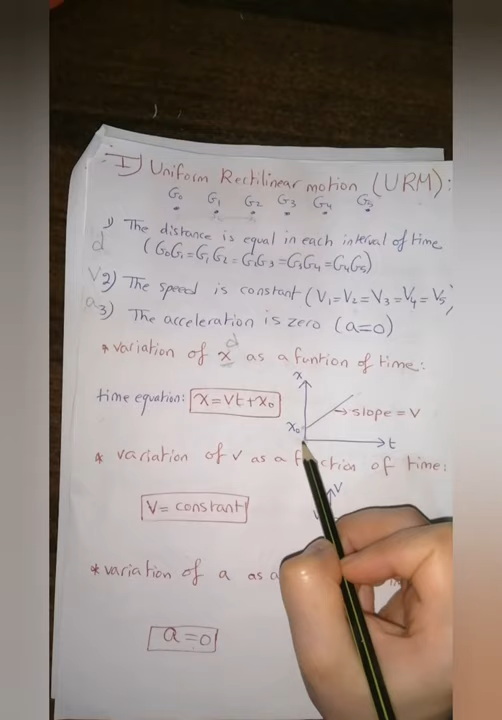 I) Uniform Rectilinear motion (URM):
G₀ G₁ G₂ G₃ G₄ G₅
1) The distance is equal in each interval of time
d
(G₀G₁=G₁G₂=G₂G₃=G₃G₄=G₄G₅)
V 2) The speed is constant (V₁=V₂=V₃=V₄=V₅)
a 3) The acceleration is zero (a=0)
d
* variation of x as a funtion of time:
x
time equation: x=Vt+x₀
slope=V
x₀
t
* variation of v as a function of time:
V
V= constant
* variation of a as a
a=0